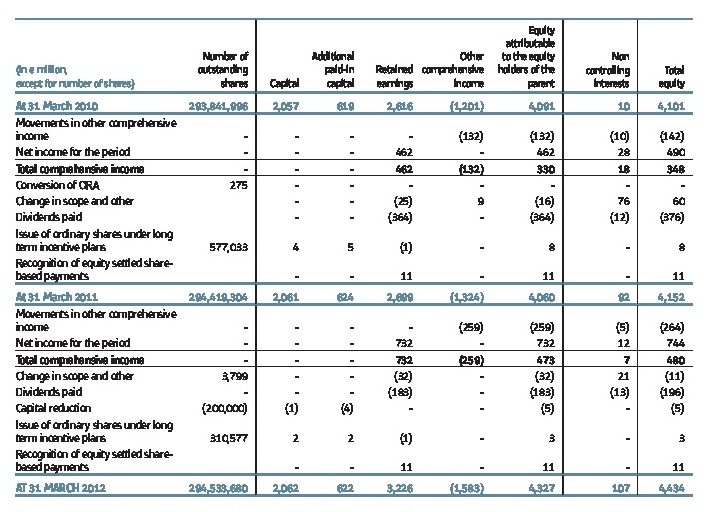 (in € million, except for number of shares) | Number of outstanding shares | Capital | Additional paid-in capital | Retained earnings | Other comprehensive income | Equity attributable to the equity holders of the parent | Non controlling interests | Total equity
At 31 March 2010 293,841,996 2,057 619 2,616 (1,201) 4,091 10 4,101
Movements in other comprehensive
income - - - - (132) (132) (10) (142)
Net income for the period - - - 462 - 462 28 490
Total comprehensive income - - - 462 (132) 330 18 348
Conversion of ORA 275 - - - - - - -
Change in scope and other - - (25) 9 (16) 76 60
Dividends paid - - (364) - (364) (12) (376)
Issue of ordinary shares under long
term incentive plans 577,033 4 5 (1) - 8 - 8
Recognition of equity settled share-
based payments - - 11 - 11 - 11
At 31 March 2011 294,419,304 2,061 624 2,699 (1,324) 4,060 92 4,152
Movements in other comprehensive
income - - - - (259) (259) (5) (264)
Net income for the period - - - 732 - 732 12 744
Total comprehensive income - - - 732 (259) 473 7 480
Change in scope and other 3,799 - - (32) - (32) 21 (11)
Dividends paid - - - (183) - (183) (13) (196)
Capital reduction (200,000) (1) (4) - - (5) - (5)
Issue of ordinary shares under long
term incentive plans 310,577 2 2 (1) - 3 - 3
Recognition of equity settled share-
based payments - - 11 - 11 - 11
AT 31 MARCH 2012 294,533,680 2,062 622 3,226 (1,583) 4,327 107 4,434